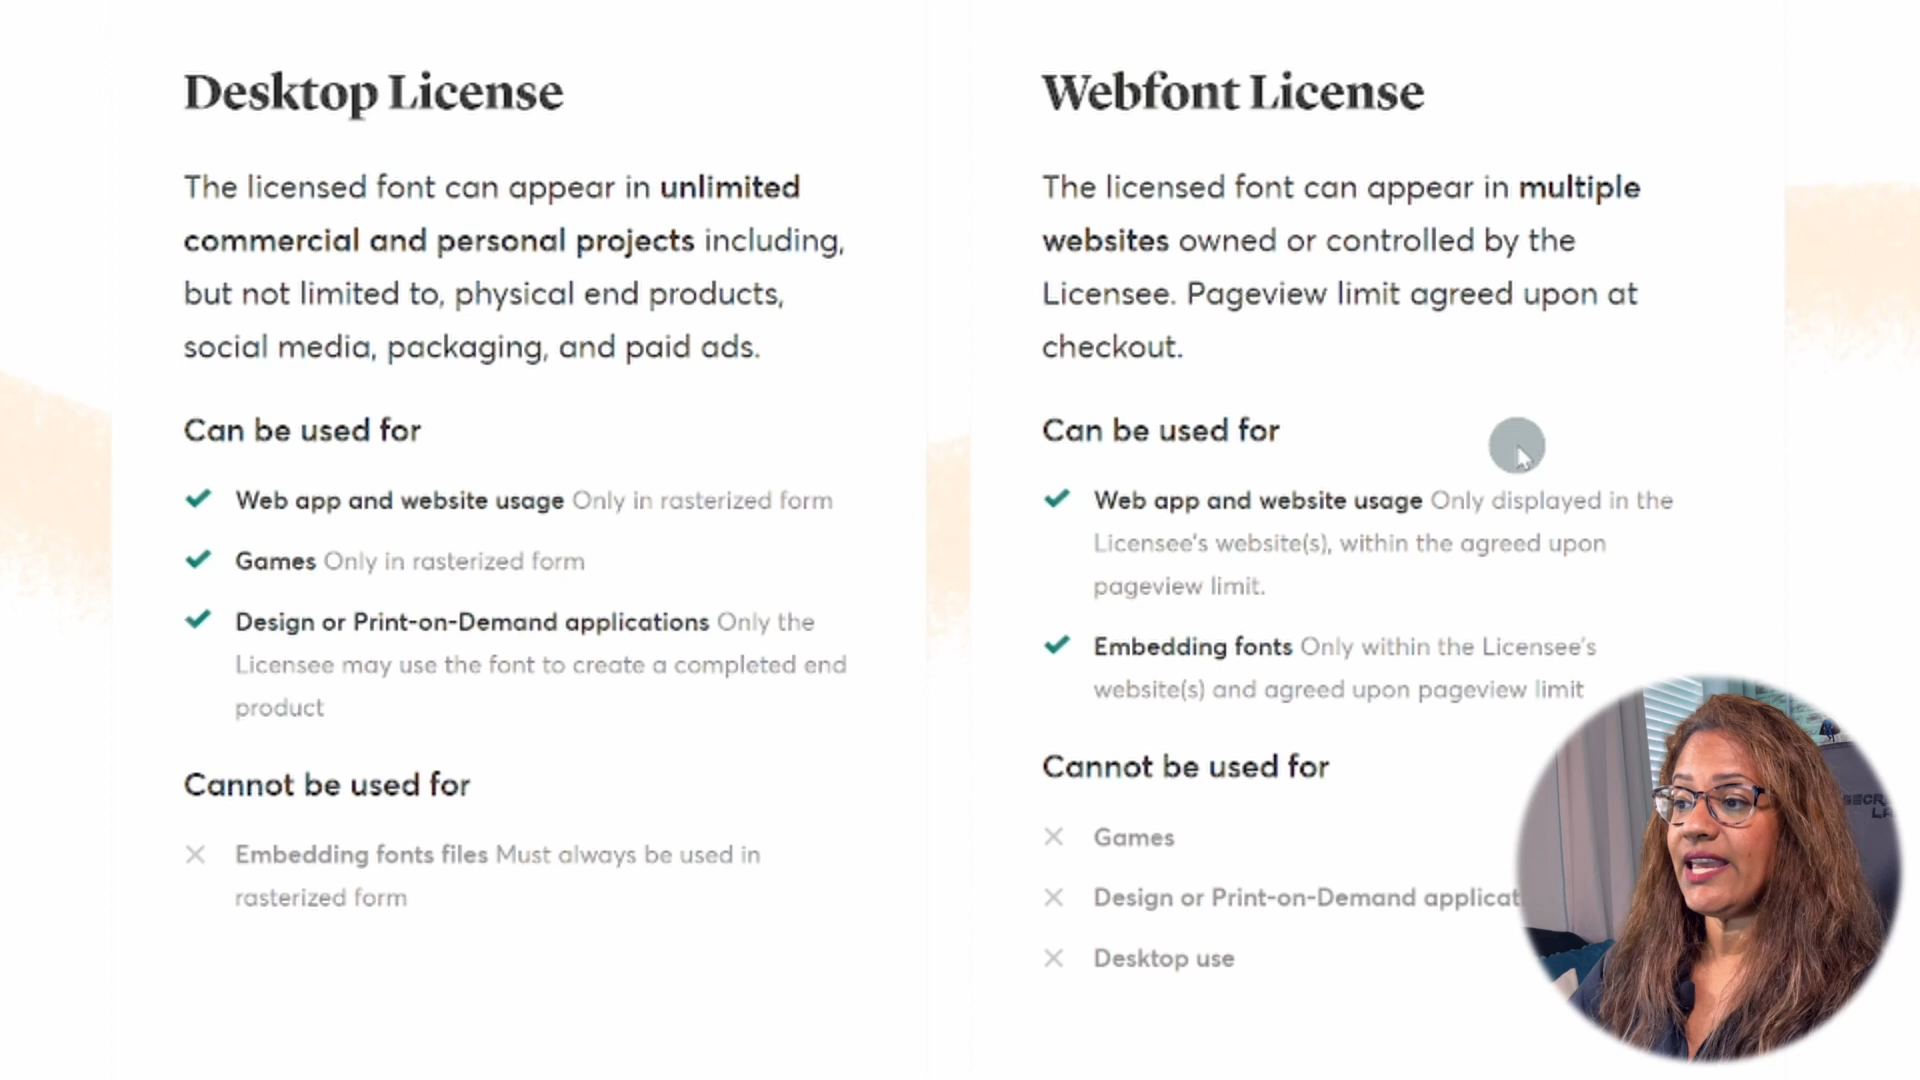 Desktop License
The licensed font can appear in unlimited
commercial and personal projects including,
but not limited to, physical end products,
social media, packaging, and paid ads.
Can be used for
Web app and website usage Only in rasterized form
Games Only in rasterized form
Design or Print-on-Demand applications Only the
Licensee may use the font to create a completed end
product
Cannot be used for
Embedding fonts files Must always be used in
rasterized form
Webfont License
The licensed font can appear in multiple
websites owned or controlled by the
Licensee. Pageview limit agreed upon at
checkout.
Can be used for
Web app and website usage Only displayed in the
Licensee's website(s), within the agreed upon
pageview limit.
Embedding fonts Only within the Licensee's
website(s) and agreed upon pageview limit
Cannot be used for
Games
Design or Print-on-Demand applicat
Desktop use